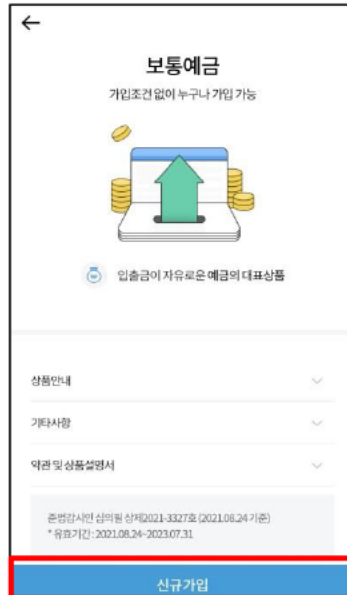 보통예금
가입조건 없이 누구나 가입 가능
입출금이 자유로운 예금의 대표상품
상품안내
기타사항
약관 및 상품설명서
준법감시인 심의필 상제2021-3327호 (2021.08.24 기준)
* 유효기간 : 2021.08.24~2023.07.31
신규가입